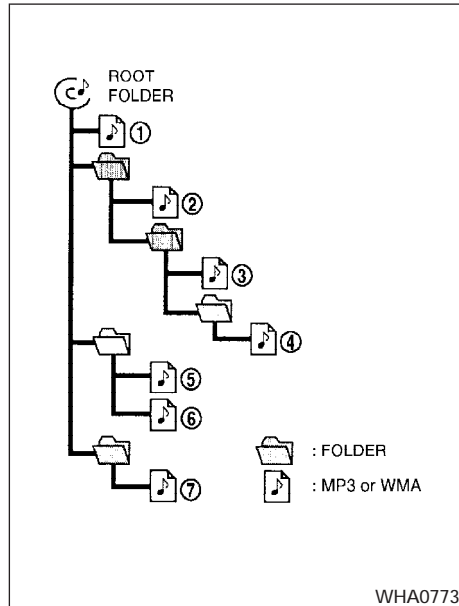 ROOT
FOLDER
①
②
③
④
⑤
⑥
⑦
: FOLDER
: MP3 or WMA
WHA0773